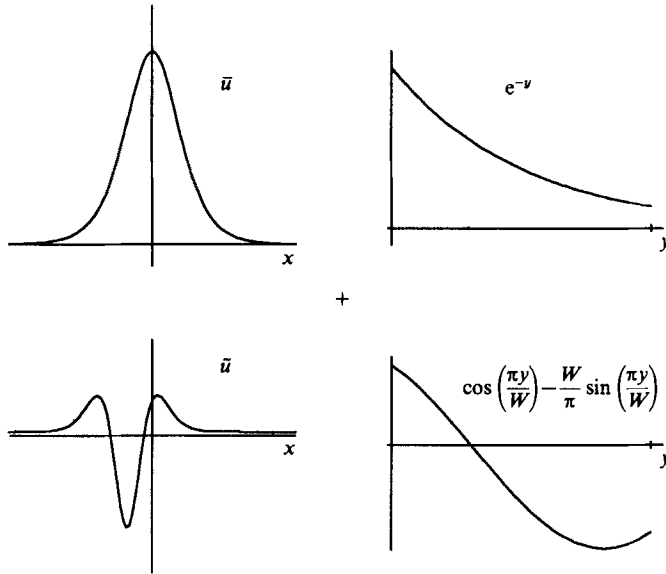 ū
e⁻ʸ
x
y
+
ũ
cos (πy/W) − W/π sin (πy/W)
x
y